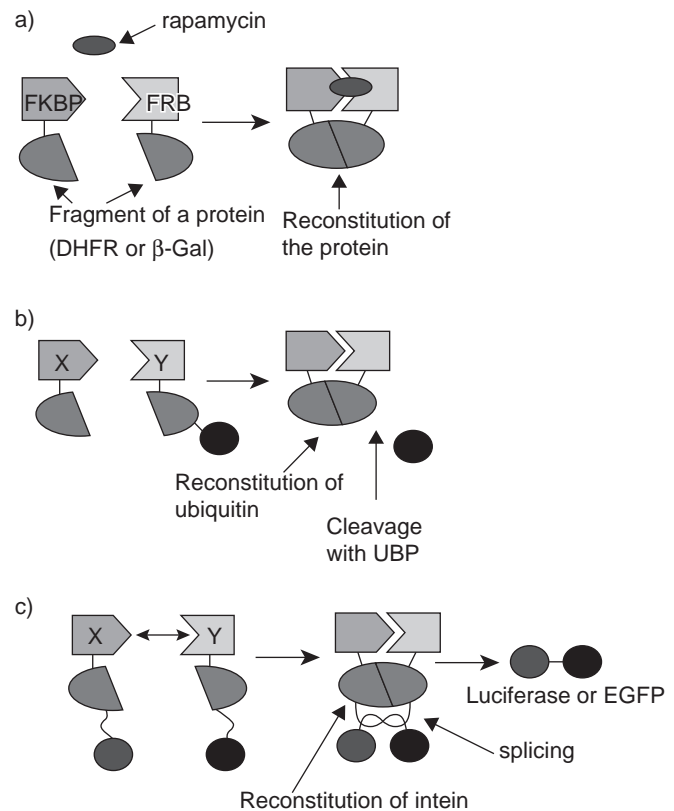 a)
rapamycin
FKBP
FRB
Fragment of a protein
(DHFR or β-Gal)
Reconstitution of
the protein
b)
X
Y
Reconstitution of
ubiquitin
Cleavage
with UBP
c)
X
Y
Luciferase or EGFP
splicing
Reconstitution of intein